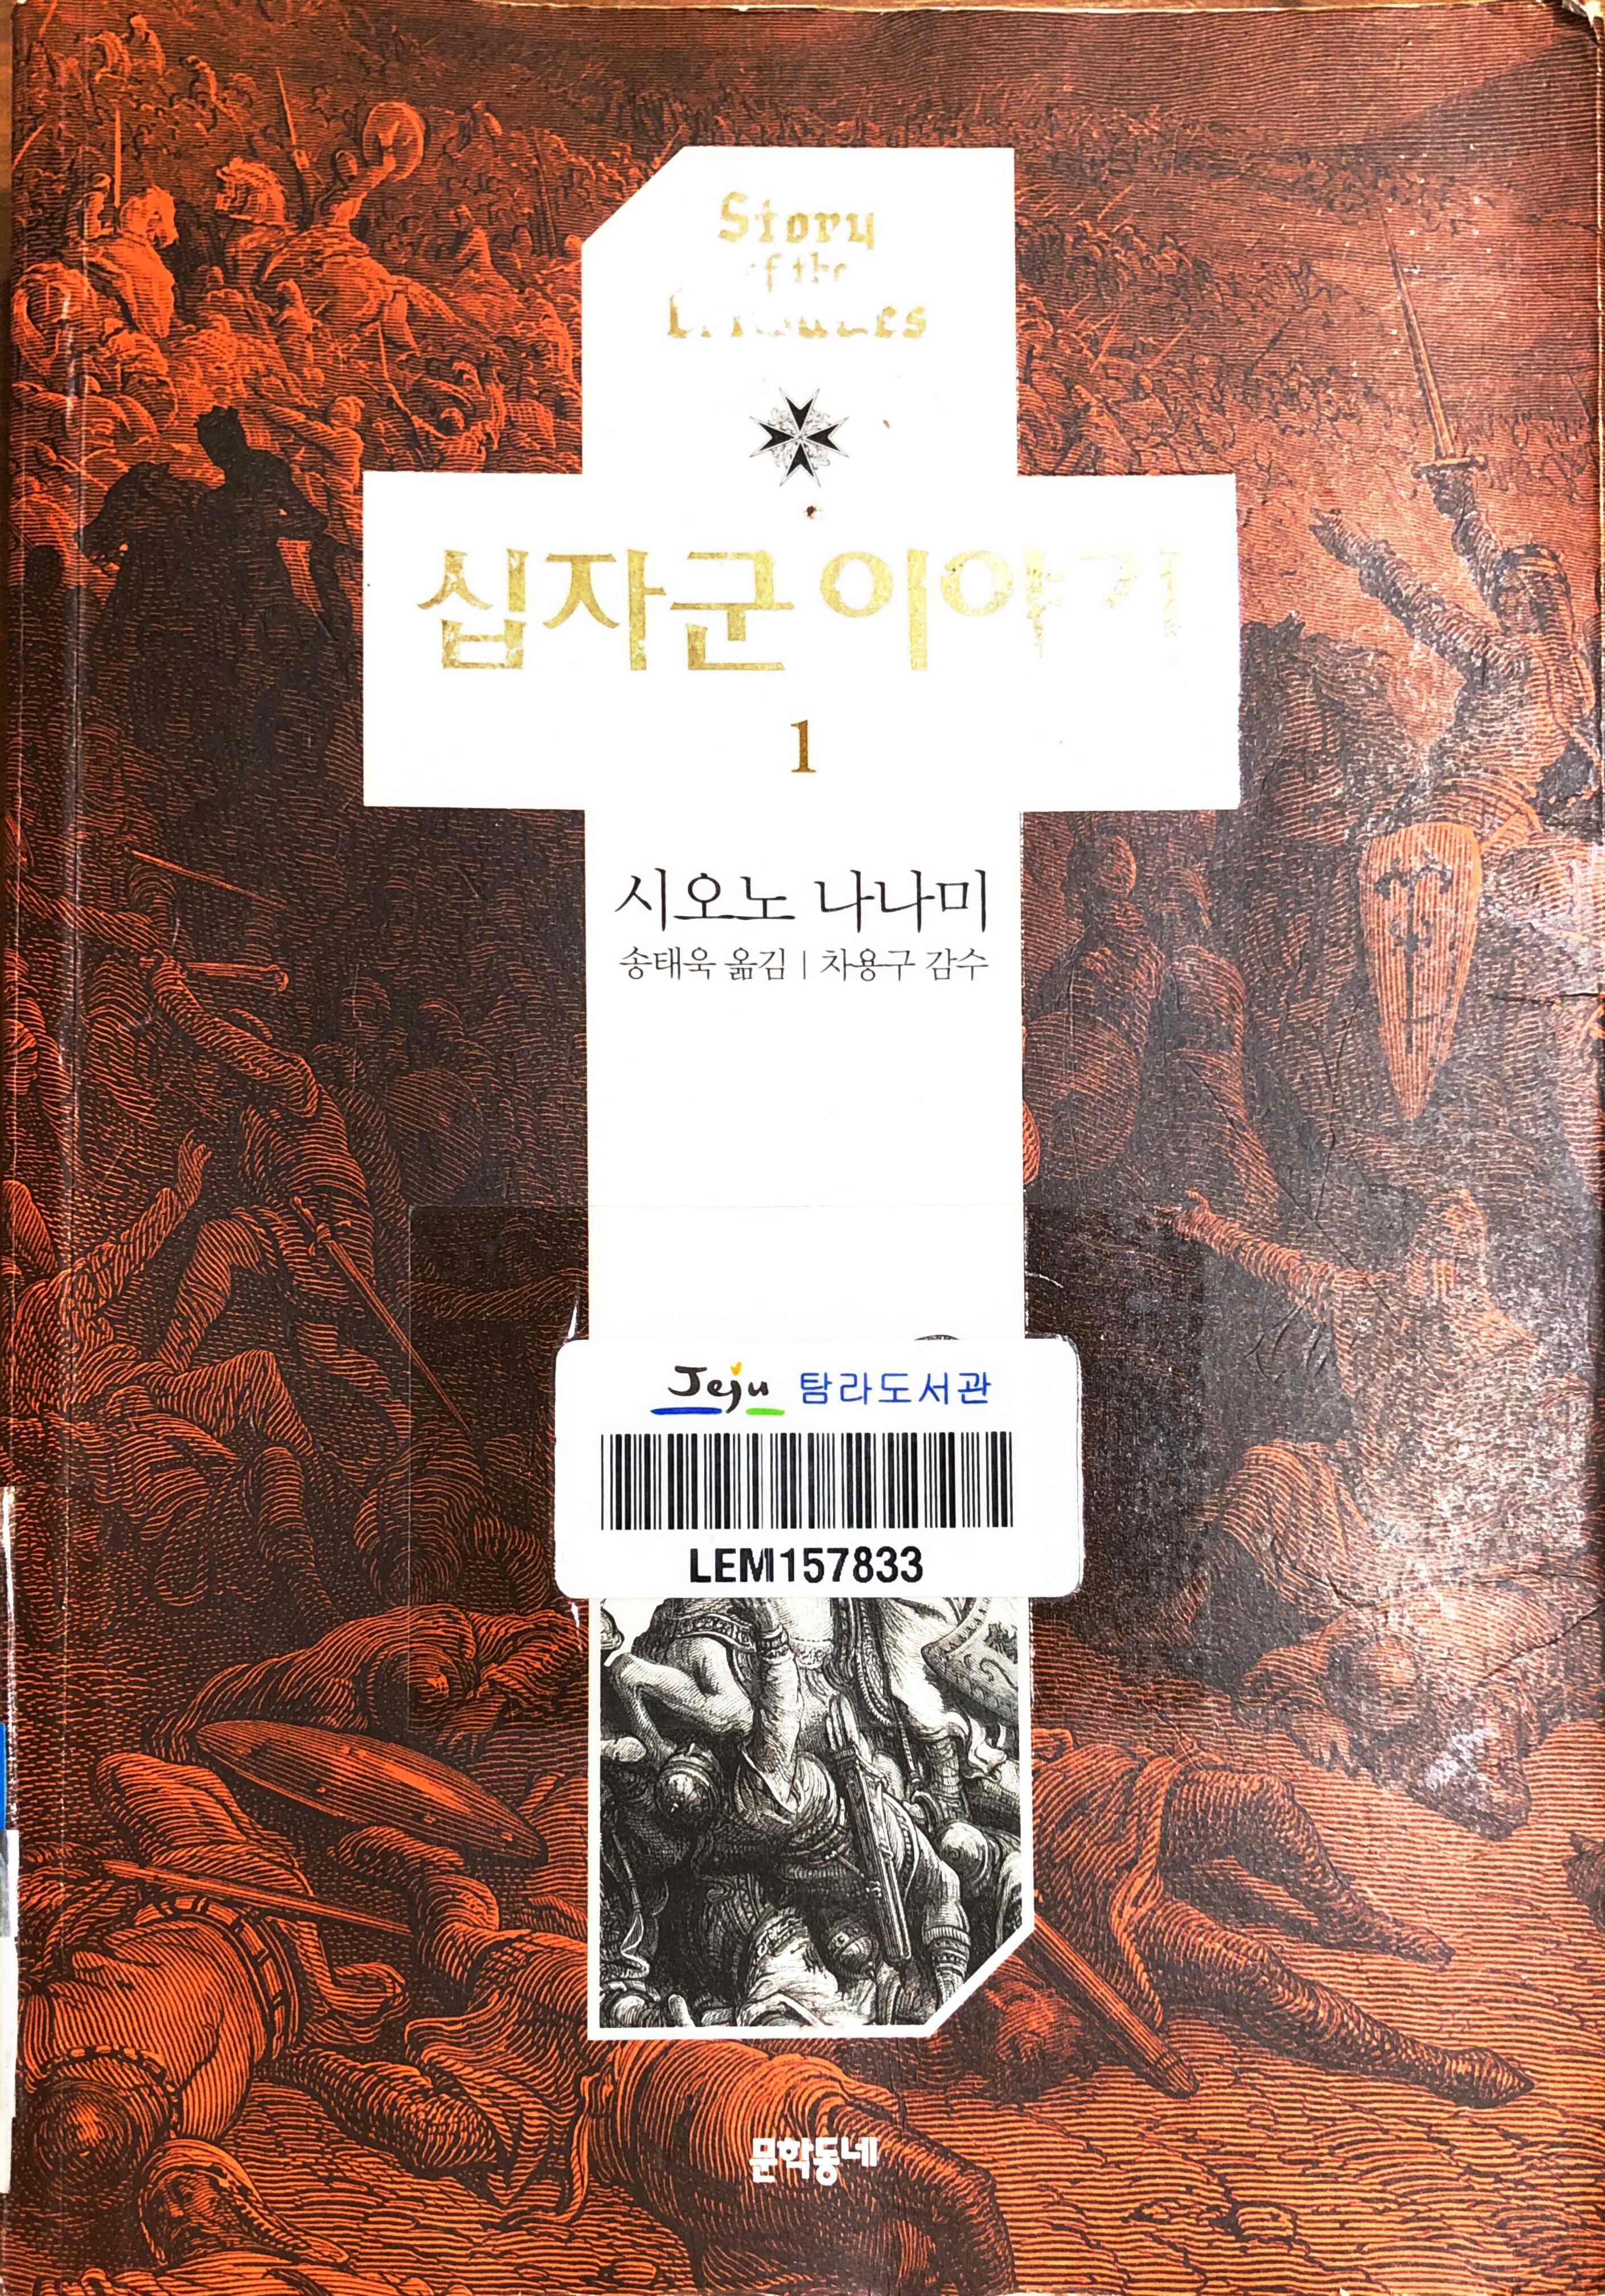 Story
of the
Crusades
십자군 이야기
1
시오노 나나미
송태욱 옮김 | 차용구 감수
Jeju 탐라도서관
LEM157833
문학동네